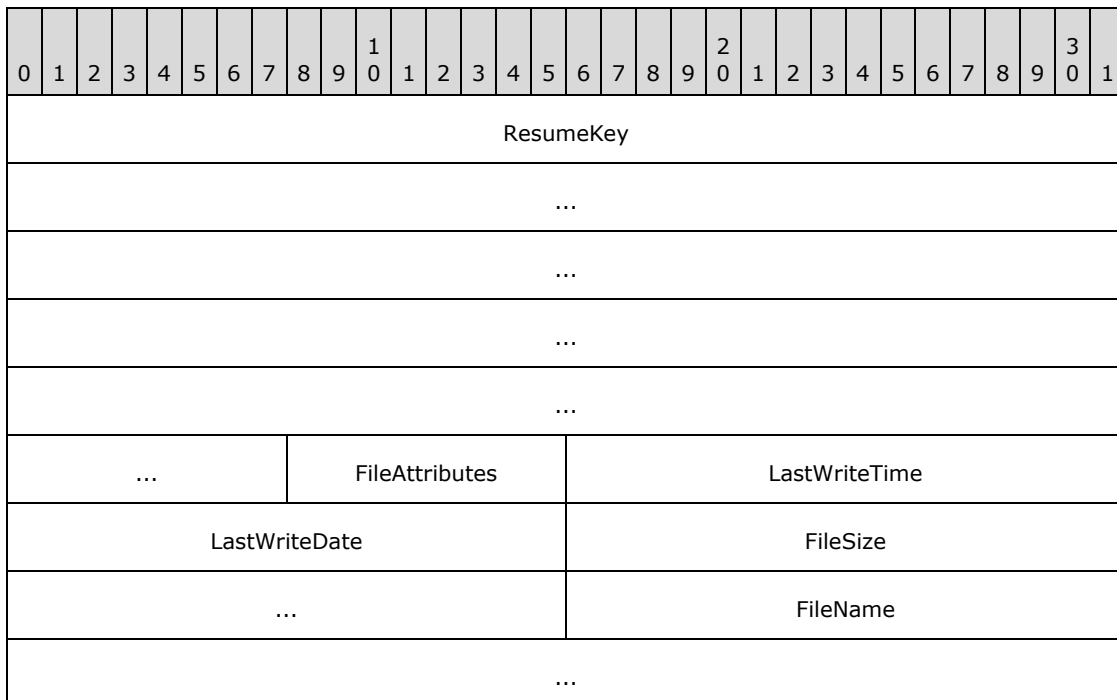 1 2 3
0 1 2 3 4 5 6 7 8 9 0 1 2 3 4 5 6 7 8 9 0 1 2 3 4 5 6 7 8 9 0 1
ResumeKey
...
...
...
...
... FileAttributes LastWriteTime
LastWriteDate FileSize
... FileName
...